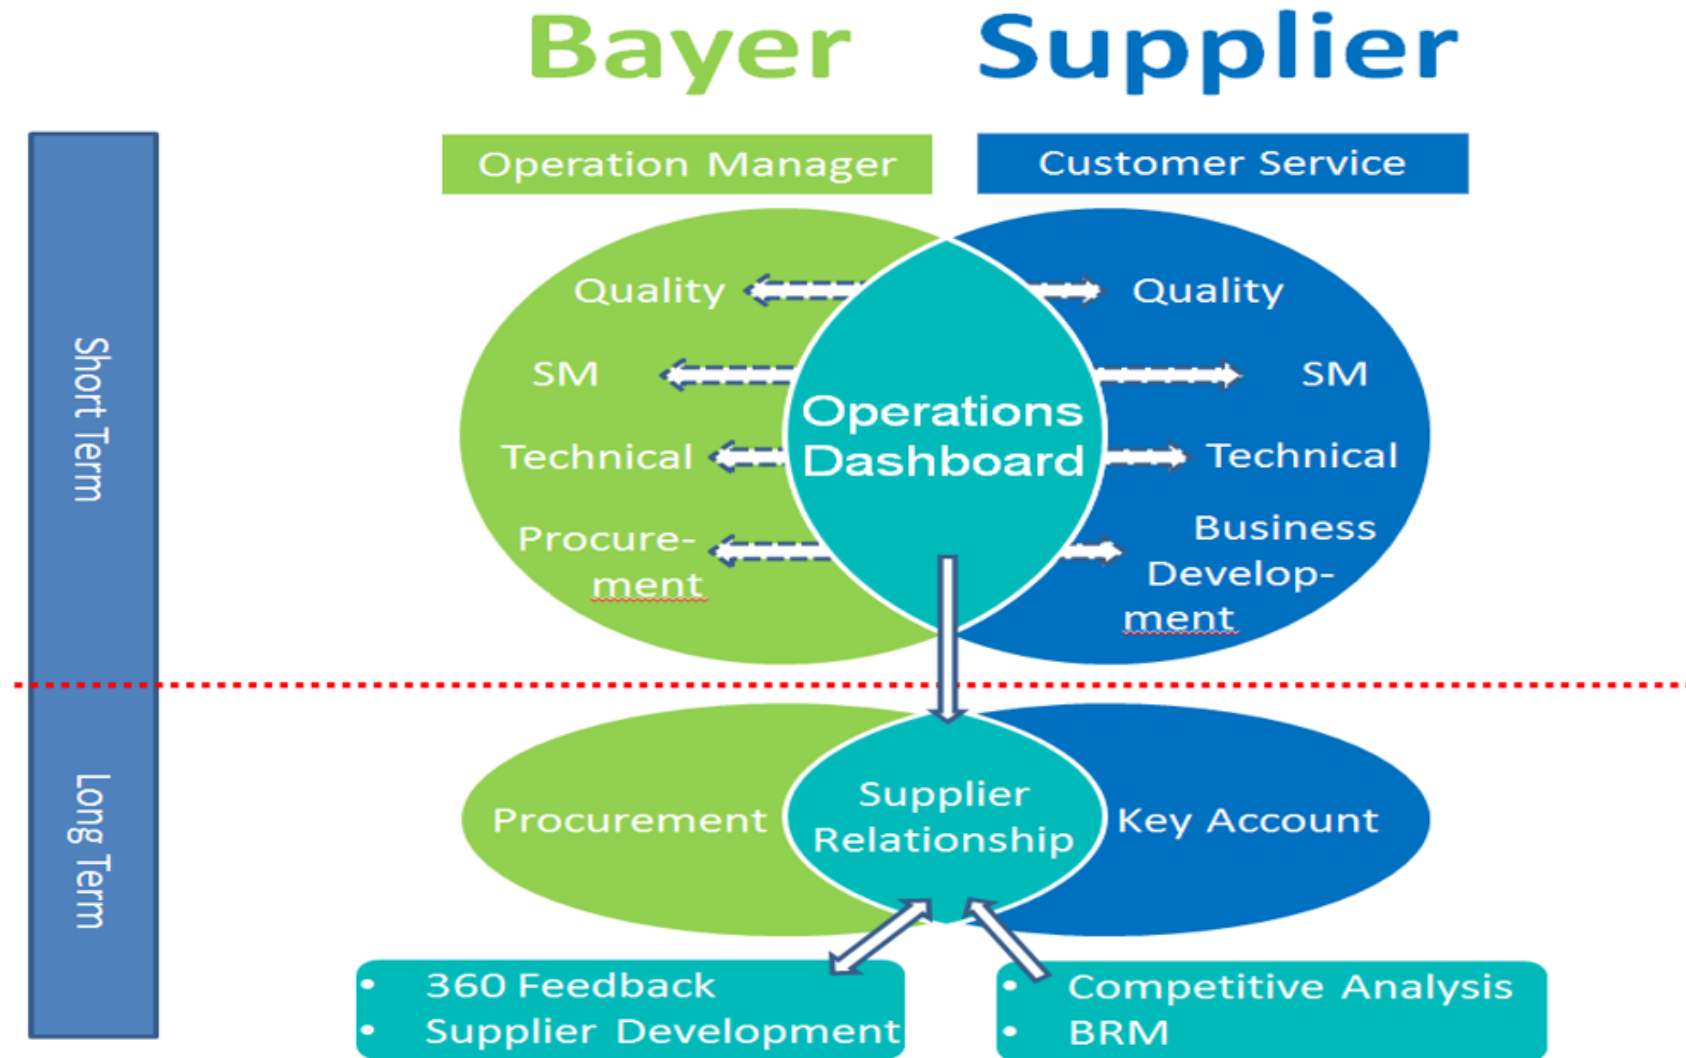 Bayer Supplier
Operation Manager
Customer Service
Short Term
Quality
SM
Technical
Procure-
ment
Operations
Dashboard
Quality
SM
Technical
Business
Develop-
ment
Long Term
Procurement
Supplier
Relationship
Key Account
• 360 Feedback
• Supplier Development
• Competitive Analysis
• BRM